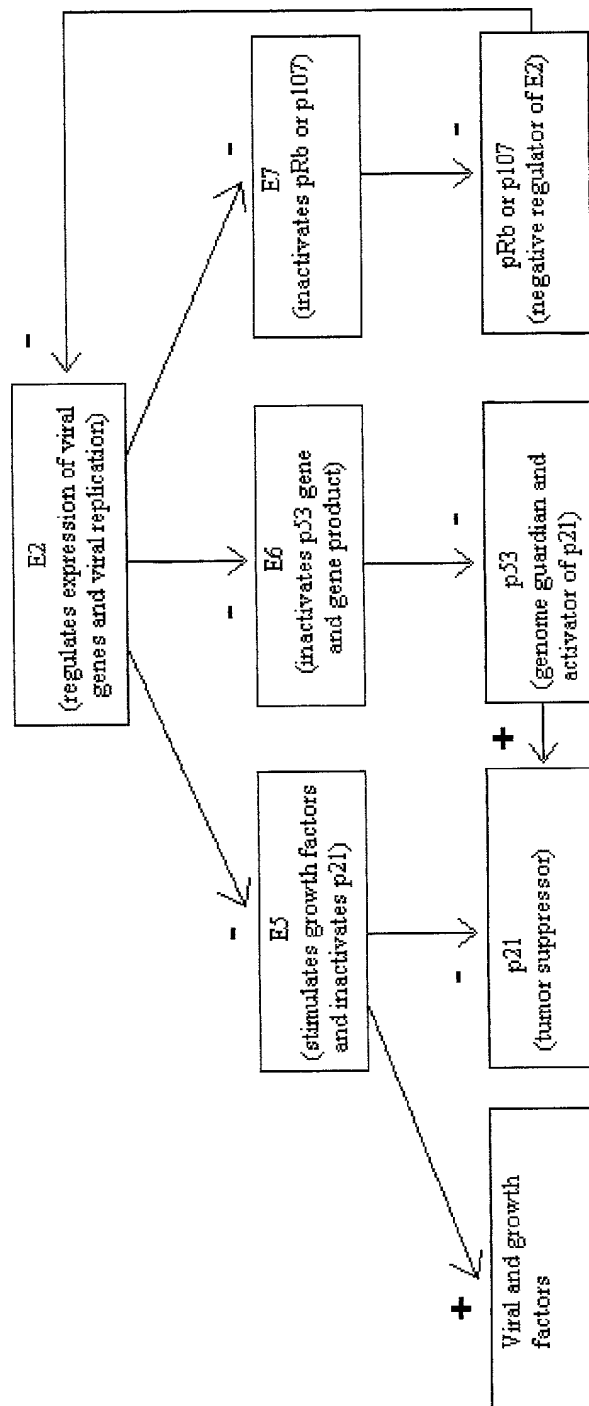 E2
(regulates expression of viral
genes and viral replication)
-
-
-
-
E5
(stimulates growth factors
and inactivates p21)
E6
(inactivates p53 gene
and gene product)
E7
(inactivates pRb or p107)
+
-
-
-
Viral and growth
factors
p21
(tumor suppressor)
+
p53
(genome guardian and
activator of p21)
pRb or p107
(negative regulator of E2)